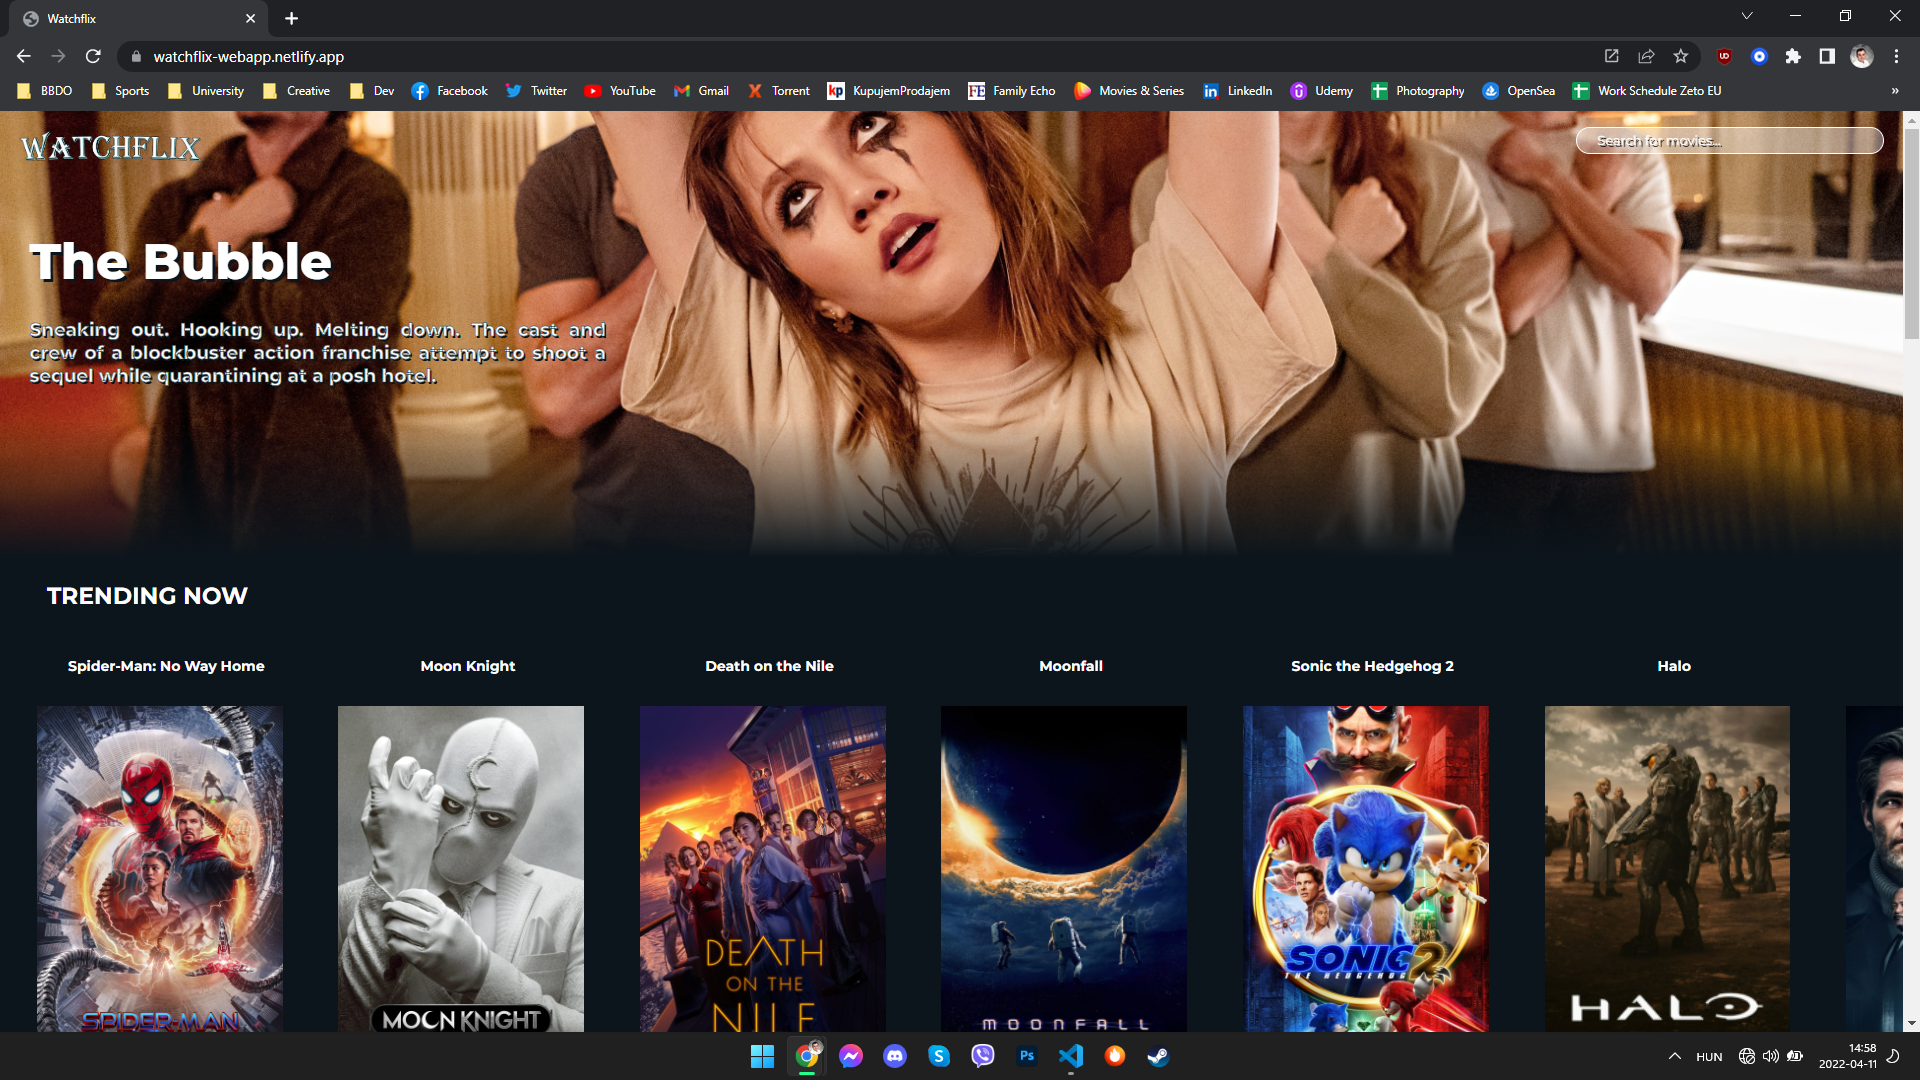 Watchflix
watchflix-webapp.netlify.app
BBDO Sports University Creative Dev Facebook Twitter YouTube Gmail Torrent KupujemProdajem Family Echo Movies & Series LinkedIn Udemy Photography OpenSea Work Schedule Zeto EU »
WATCHFLIX
Search for movies...
The Bubble
Sneaking out. Hooking up. Melting down. The cast and
crew of a blockbuster action franchise attempt to shoot a
sequel while quarantining at a posh hotel.
TRENDING NOW
Spider-Man: No Way Home Moon Knight Death on the Nile Moonfall Sonic the Hedgehog 2 Halo
SPIDER-MAN
MOON KNIGHT
DEATH
ON THE
NILE
MOONFALL
SONIC 2
THE HEDGEHOG
HALO
HUN
14:58
2022-04-11